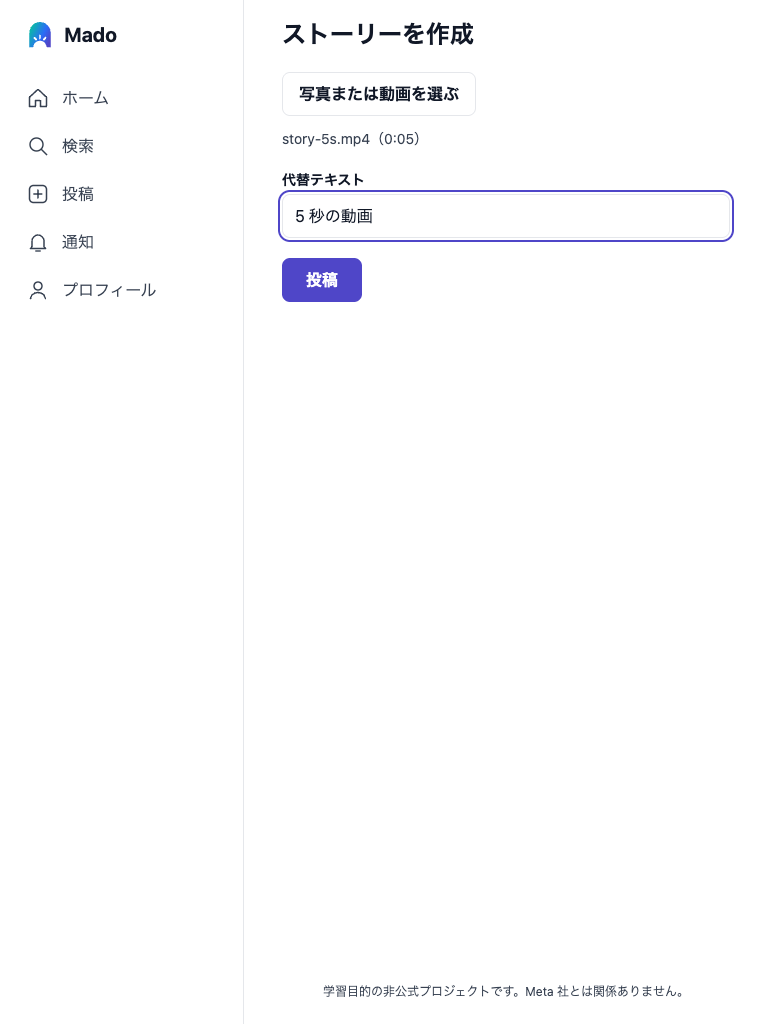 Mado
ホーム
検索
投稿
通知
プロフィール
ストーリーを作成
写真または動画を選ぶ
story-5s.mp4（0:05）
代替テキスト
5 秒の動画
投稿
学習目的の非公式プロジェクトです。Meta 社とは関係ありません。